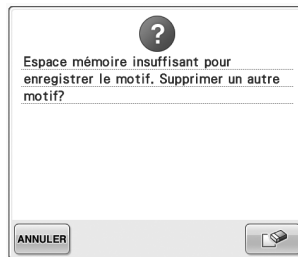 ?
Espace mémoire insuffisant pour
enregistrer le motif. Supprimer un autre
motif?
ANNULER